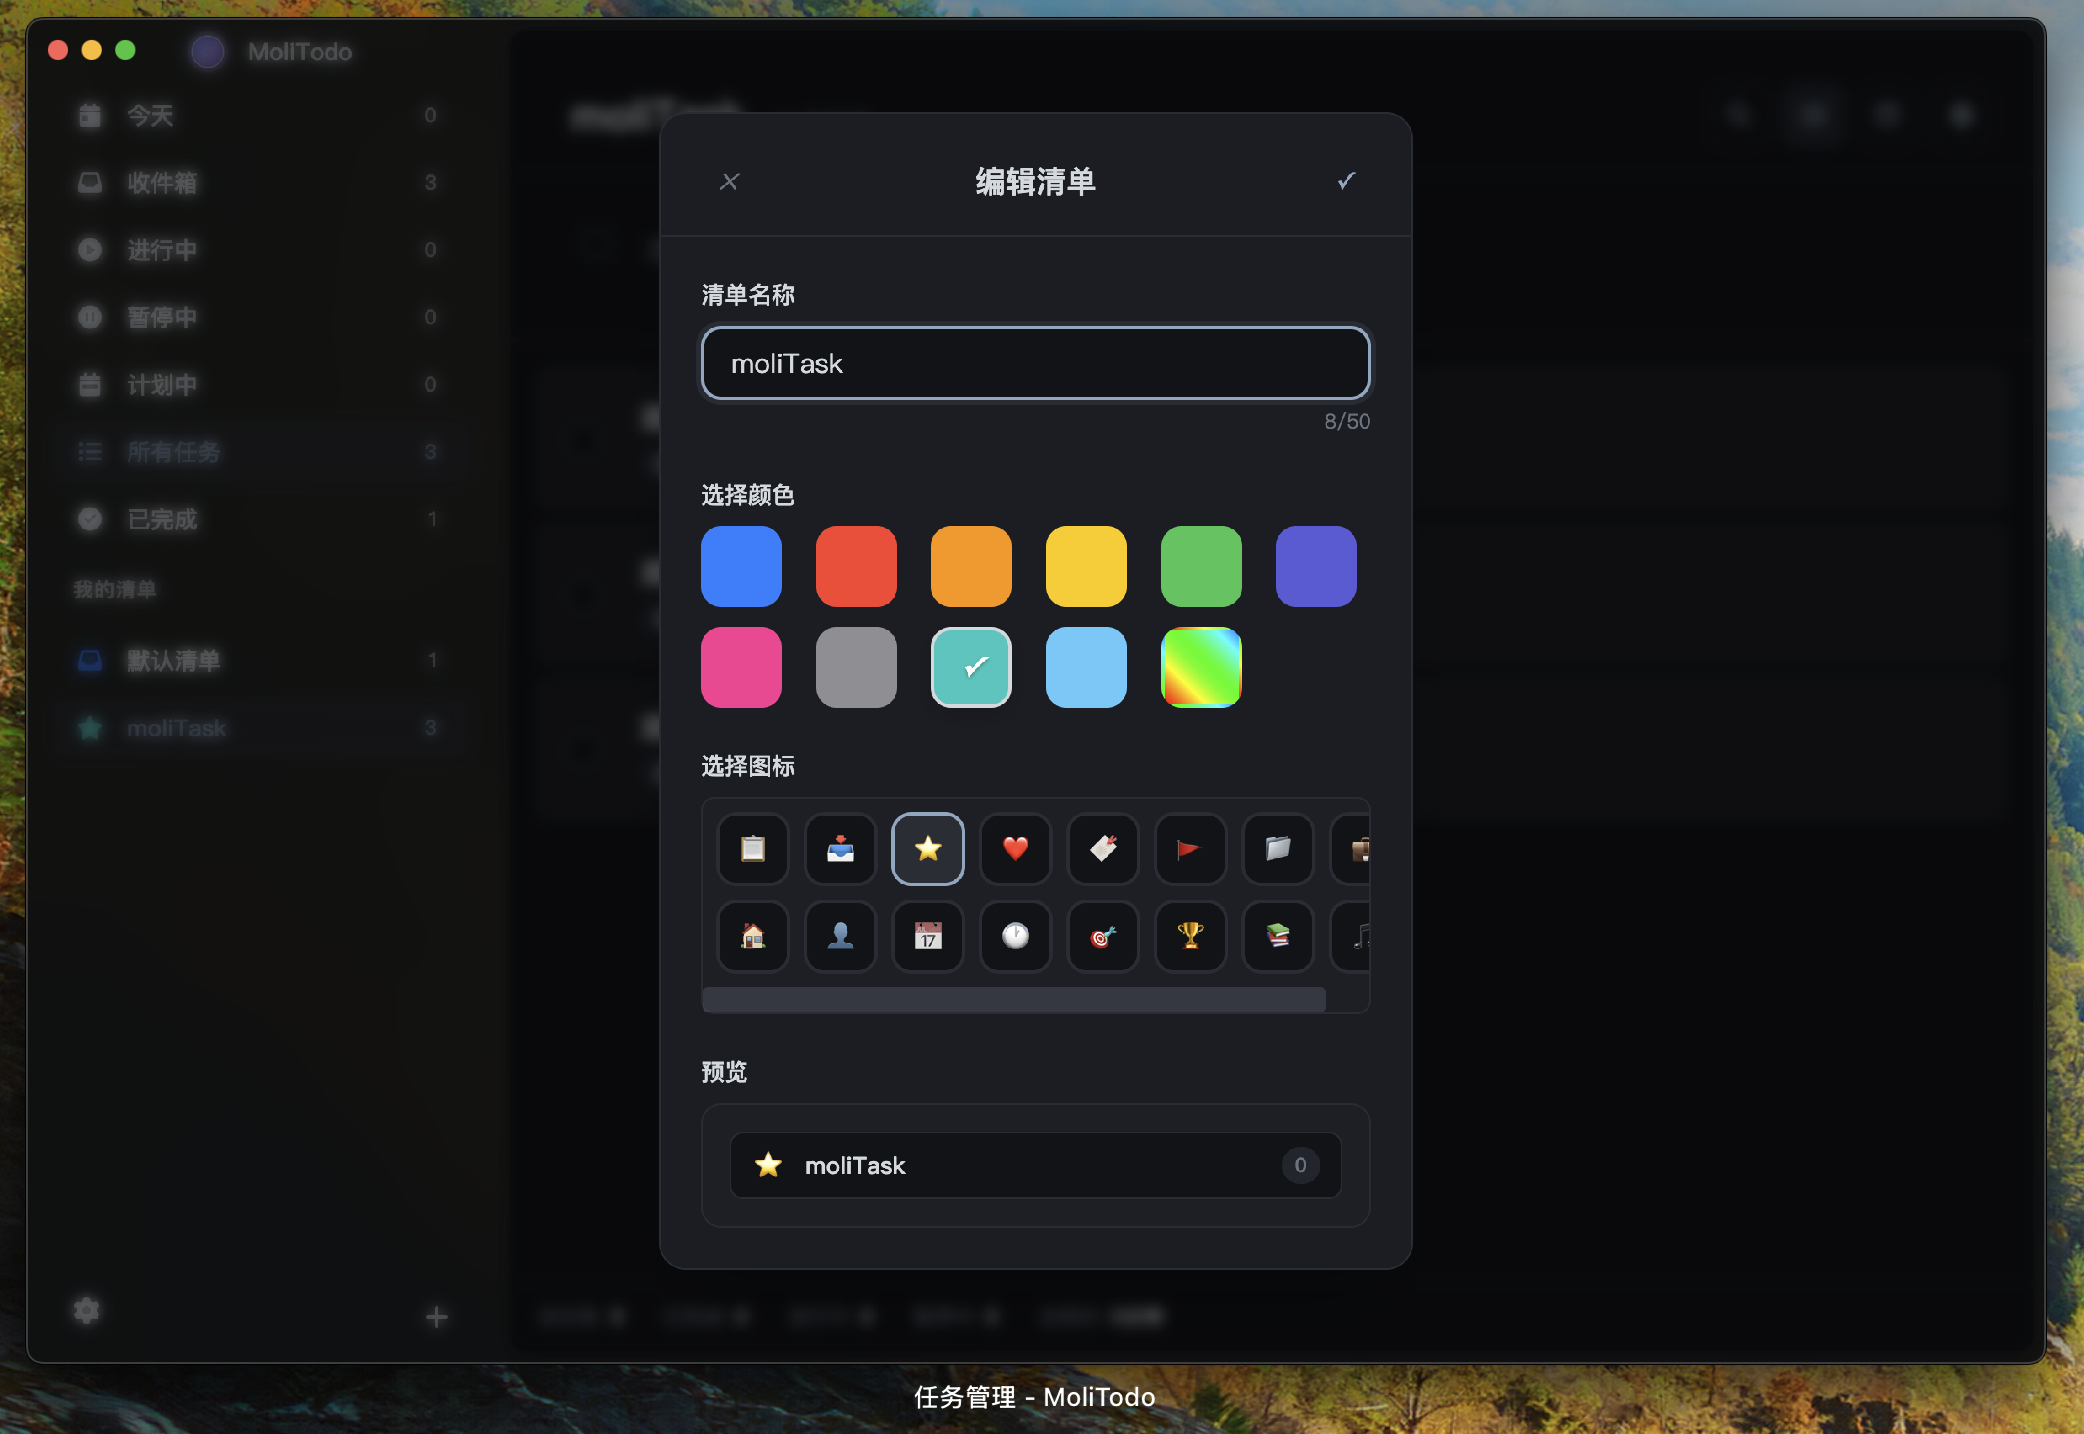 MoliTodo
今天 0
收件箱 3
进行中 0
暂停中 0
计划中 0
所有任务 3
已完成 1
我的清单
默认清单 1
moliTask 3
moliTask
编辑清单
清单名称
moliTask
8/50
选择颜色
选择图标
17
预览
moliTask 0
任务管理 - MoliTodo